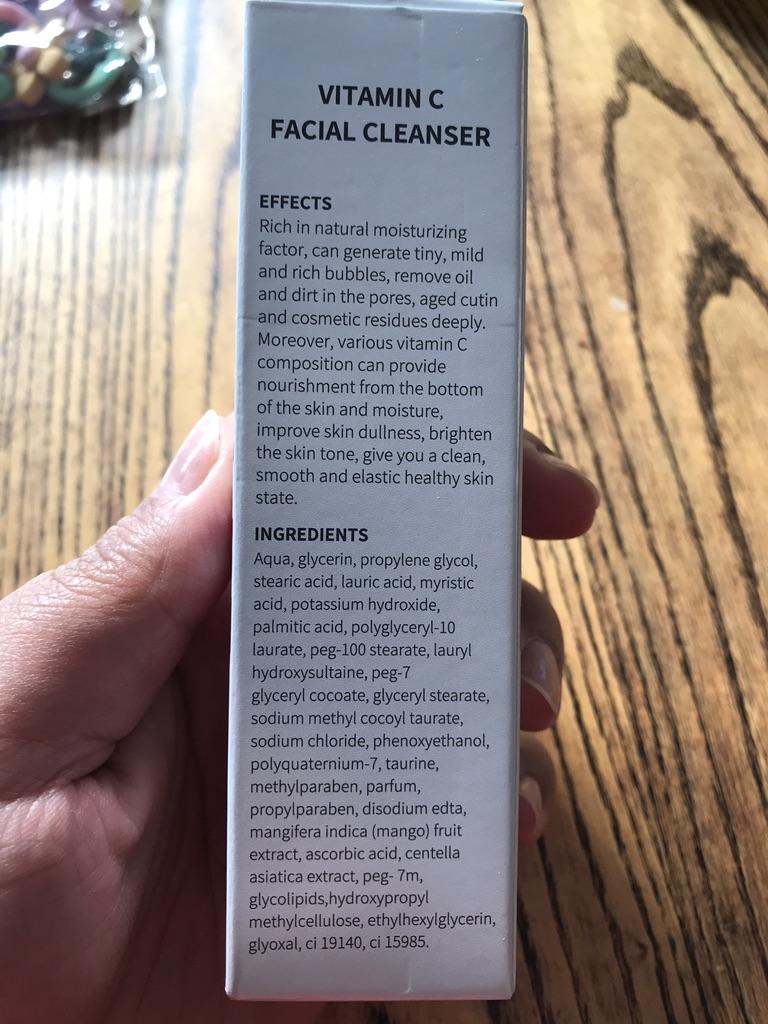 VITAMIN C
FACIAL CLEANSER
EFFECTS
Rich in natural moisturizing
factor, can generate tiny, mild
and rich bubbles, remove oil
and dirt in the pores, aged cutin
and cosmetic residues deeply.
Moreover, various vitamin C
composition can provide
nourishment from the bottom
of the skin and moisture,
improve skin dullness, brighten
the skin tone, give you a clean,
smooth and elastic healthy skin
state.
INGREDIENTS
Aqua, glycerin, propylene glycol,
stearic acid, lauric acid, myristic
acid, potassium hydroxide,
palmitic acid, polyglyceryl-10
laurate, peg-100 stearate, lauryl
hydroxysultaine, peg-7
glyceryl cocoate, glyceryl stearate,
sodium methyl cocoyl taurate,
sodium chloride, phenoxyethanol,
polyquaternium-7, taurine,
methylparaben, parfum,
propylparaben, disodium edta,
mangifera indica (mango) fruit
extract, ascorbic acid, centella
asiatica extract, peg- 7m,
glycolipids,hydroxypropyl
methylcellulose, ethylhexylglycerin,
glyoxal, ci 19140, ci 15985.